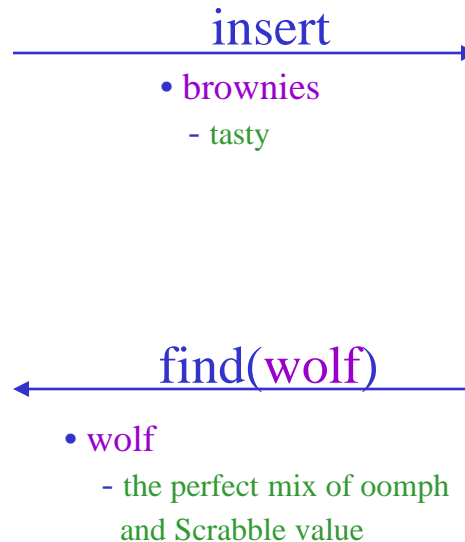 insert
• brownies
- tasty
find(wolf)
• wolf
- the perfect mix of oomph
and Scrabble value